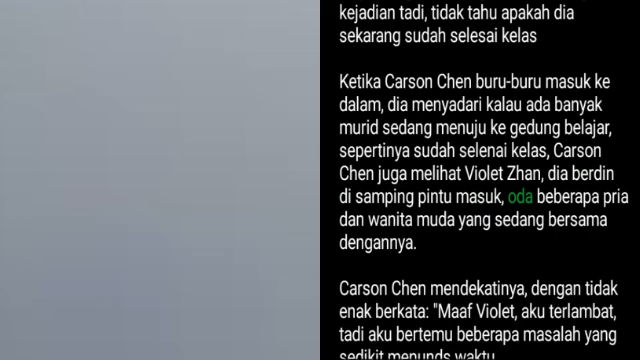 kejadian tadi, tidak tahu apakah dia
sekarang sudah selesai kelas
Ketika Carson Chen buru-buru masuk ke
dalam, dia menyadari kalau ada banyak
murid sedang menuju ke gedung belajar,
sepertinya sudah selenai kelas, Carson
Chen juga melihat Violet Zhan, dia berdin
di samping pintu masuk, oda beberapa pria
dan wanita muda yang sedang bersama
dengannya.
Carson Chen mendekatinya, dengan tidak
enak berkata: "Maaf Violet, aku terlambat,
tadi aku bertemu beberapa masalah yang
sedikit menunds waktu